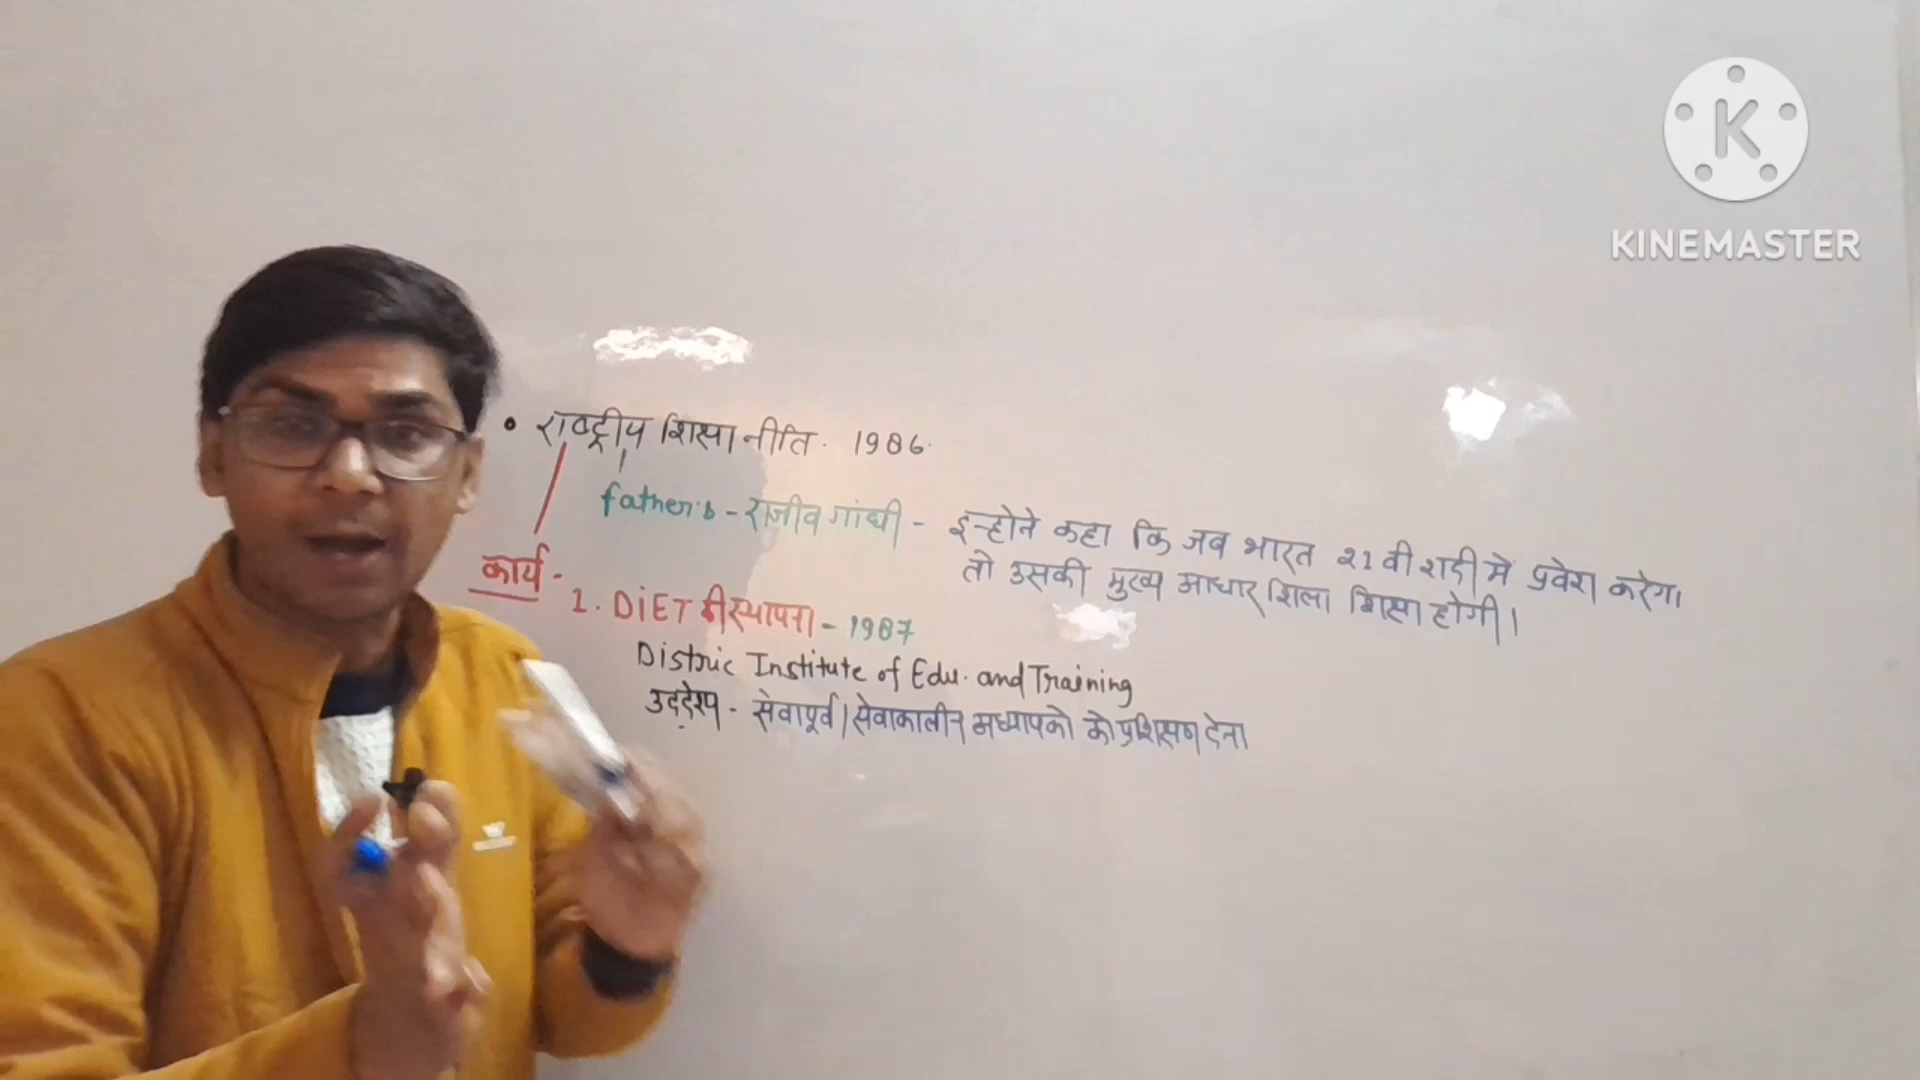 K
KINEMASTER
• राष्ट्रीय शिक्षा नीति. 1986.
father's - राजीव गांधी - इन्होने कहा कि जब भारत 21 वी शदी में प्रवेश करेगा
तो उसकी मुख्य आधार शिला शिक्षा होगी।
कार्य -
1. DIET की स्थापना - 1987
Distric Institute of Edu. and Training
उद्देश्य - सेवापूर्व/सेवाकालीन अध्यापको को प्रशिक्षण देना